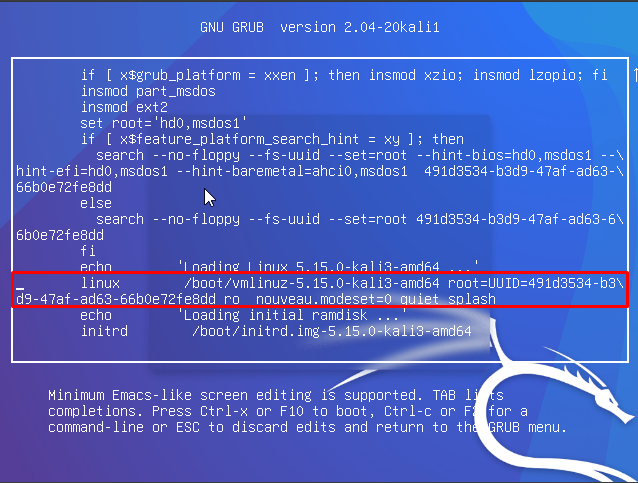 GNU GRUB  version 2.04-20kali1
if [ x$grub_platform = xxen ]; then insmod xzio; insmod lzopio; fi
insmod part_msdos
insmod ext2
set root='hd0,msdos1'
if [ x$feature_platform_search_hint = xy ]; then
search --no-floppy --fs-uuid --set=root --hint-bios=hd0,msdos1 --\
hint-efi=hd0,msdos1 --hint-baremetal=ahci0,msdos1  491d3534-b3d9-47af-ad63-\
66b0e72fe8dd
else
search --no-floppy --fs-uuid --set=root 491d3534-b3d9-47af-ad63-6\
6b0e72fe8dd
fi
echo 'Loading Linux 5.15.0-kali3-amd64 ...'
linux /boot/vmlinuz-5.15.0-kali3-amd64 root=UUID=491d3534-b3\
d9-47af-ad63-66b0e72fe8dd ro  nouveau.modeset=0 quiet splash
echo 'Loading initial ramdisk ...'
initrd /boot/initrd.img-5.15.0-kali3-amd64
Minimum Emacs-like screen editing is supported. TAB lists
completions. Press Ctrl-x or F10 to boot, Ctrl-c or F2 for a
command-line or ESC to discard edits and return to the GRUB menu.